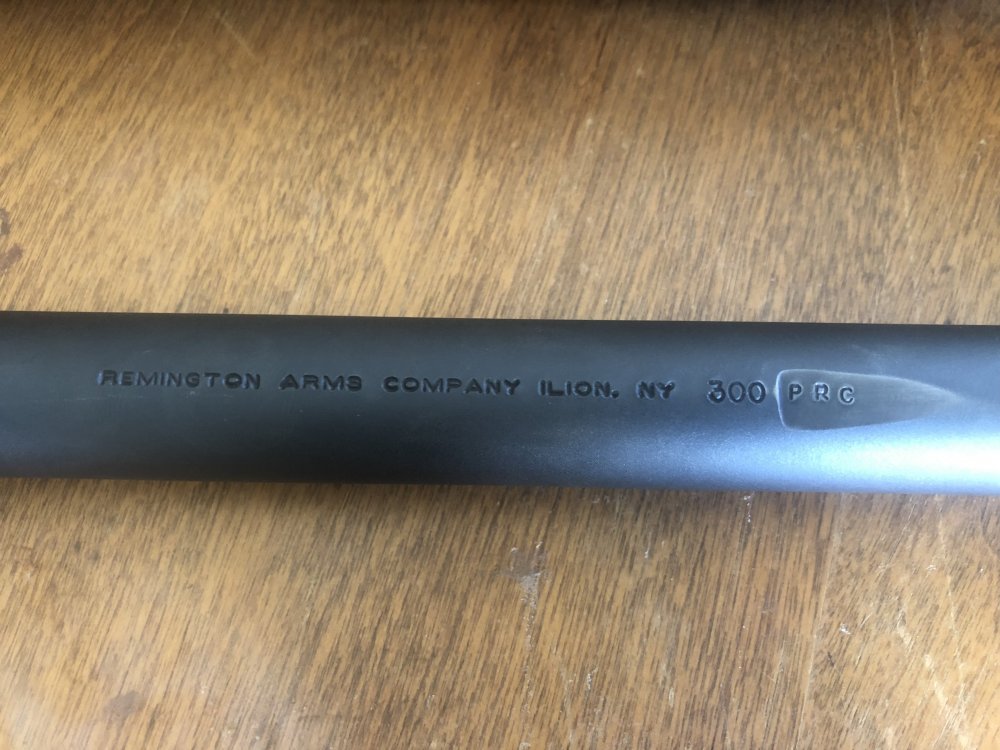 REMINGTON ARMS COMPANY ILION, NY 300 PRC